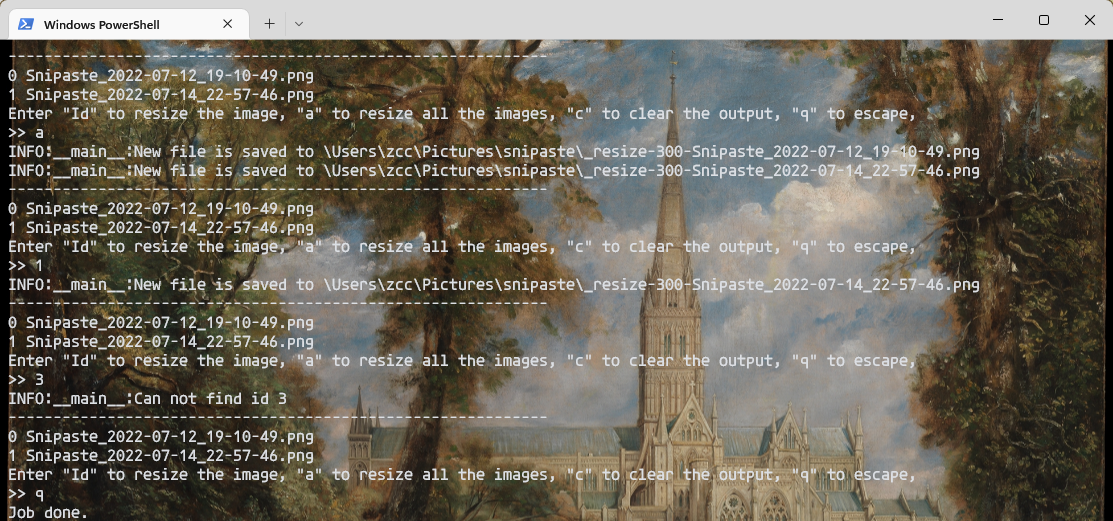 Windows PowerShell
------------------------------------------------------------
0 Snipaste_2022-07-12_19-10-49.png
1 Snipaste_2022-07-14_22-57-46.png
Enter "Id" to resize the image, "a" to resize all the images, "c" to clear the output, "q" to escape,
>> a
INFO:__main__:New file is saved to \Users\zcc\Pictures\snipaste\_resize-300-Snipaste_2022-07-12_19-10-49.png
INFO:__main__:New file is saved to \Users\zcc\Pictures\snipaste\_resize-300-Snipaste_2022-07-14_22-57-46.png
------------------------------------------------------------
0 Snipaste_2022-07-12_19-10-49.png
1 Snipaste_2022-07-14_22-57-46.png
Enter "Id" to resize the image, "a" to resize all the images, "c" to clear the output, "q" to escape,
>> 1
INFO:__main__:New file is saved to \Users\zcc\Pictures\snipaste\_resize-300-Snipaste_2022-07-14_22-57-46.png
------------------------------------------------------------
0 Snipaste_2022-07-12_19-10-49.png
1 Snipaste_2022-07-14_22-57-46.png
Enter "Id" to resize the image, "a" to resize all the images, "c" to clear the output, "q" to escape,
>> 3
INFO:__main__:Can not find id 3
------------------------------------------------------------
0 Snipaste_2022-07-12_19-10-49.png
1 Snipaste_2022-07-14_22-57-46.png
Enter "Id" to resize the image, "a" to resize all the images, "c" to clear the output, "q" to escape,
>> q
Job done.